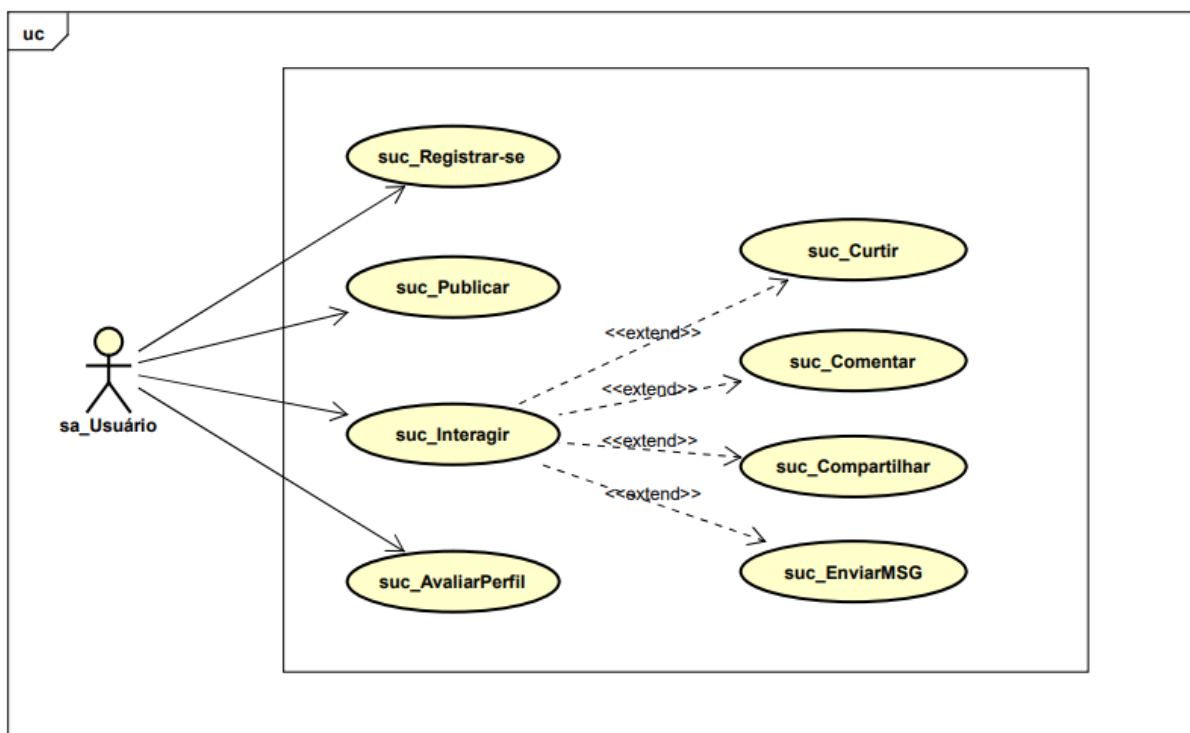 uc
suc_Registrar-se
suc_Curtir
suc_Publicar
<<extend>>
suc_Comentar
<<extend>>
sa_Usuário
suc_Interagir
<<extend>>
suc_Compartilhar
<<extend>>
suc_AvaliarPerfil
suc_EnviarMSG